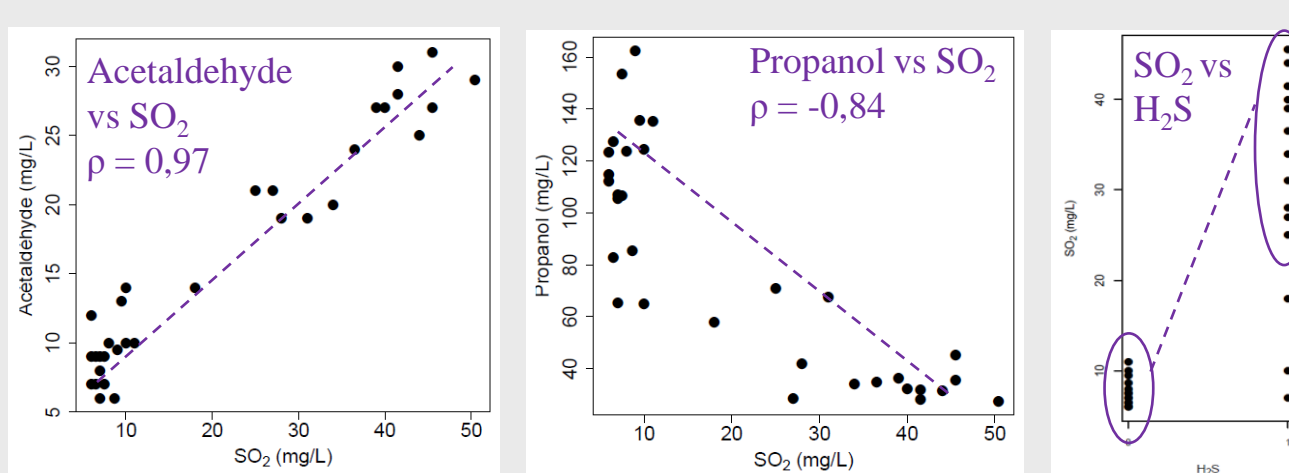 Acetaldehyde
vs SO₂
ρ = 0,97
Acetaldehyde (mg/L)
5 10 15 20 25 30
10 20 30 40 50
SO₂ (mg/L)
Propanol vs SO₂
ρ = -0,84
Propanol (mg/L)
40 60 80 100 120 140 160
10 20 30 40 50
SO₂ (mg/L)
SO₂ vs
H₂S
SO₂ (mg/L)
10 20 30 40
0 1
H₂S